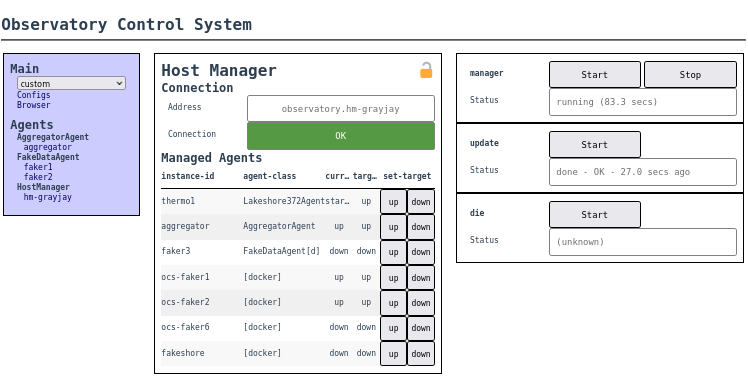 Observatory Control System
Main
custom
Configs
Browser
Agents
AggregatorAgent
aggregator
FakeDataAgent
faker1
faker2
HostManager
hm-grayjay
Host Manager
Connection
Address observatory.hm-grayjay
Connection OK
Managed Agents
instance-id agent-class curr… targ… set-target
thermo1 Lakeshore372Agent star… up up down
aggregator AggregatorAgent up up up down
faker3 FakeDataAgent[d] down down up down
ocs-faker1 [docker] up up up down
ocs-faker2 [docker] up up up down
ocs-faker6 [docker] down down up down
fakeshore [docker] down down up down
manager Start Stop
Status running (83.3 secs)
update Start
Status done - OK - 27.0 secs ago
die Start
Status (unknown)